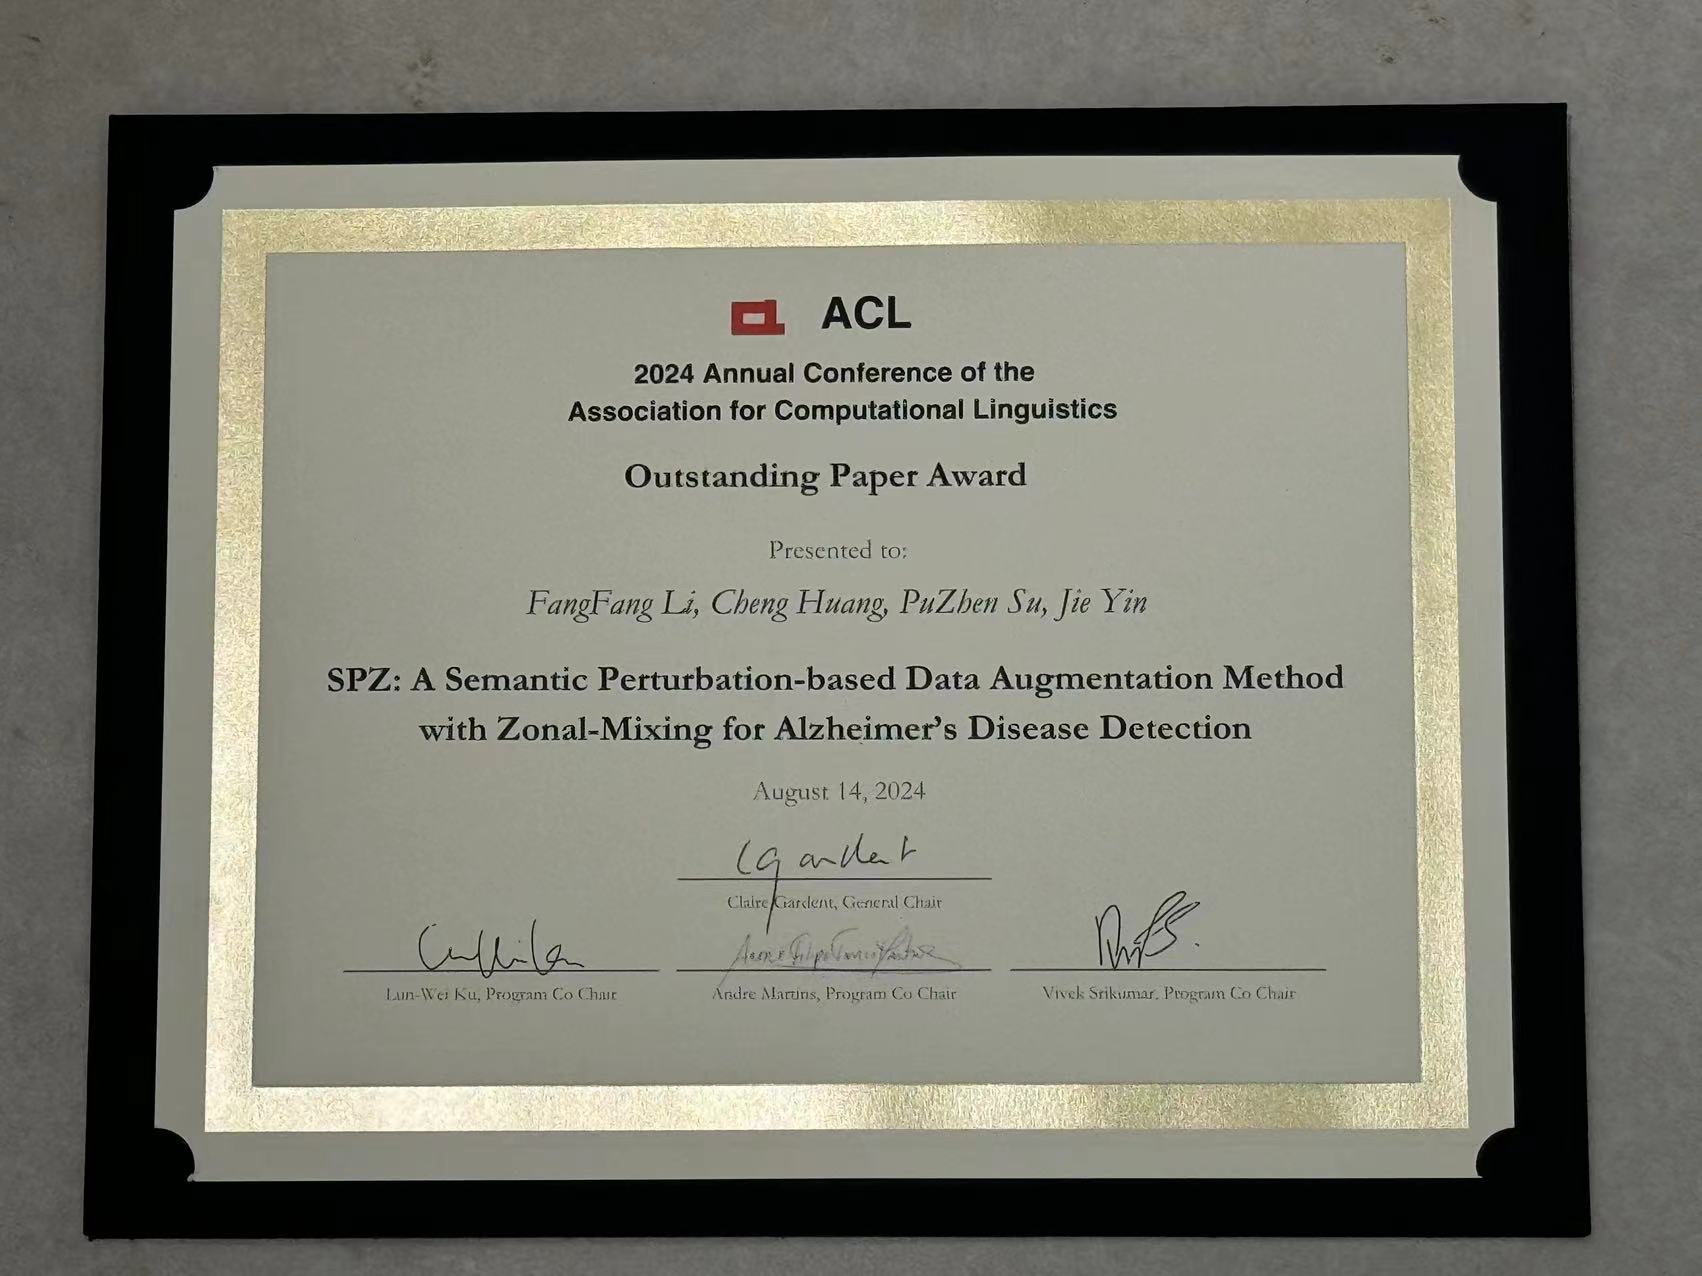 ACL
2024 Annual Conference of the
Association for Computational Linguistics
Outstanding Paper Award
Presented to:
FangFang Li, Cheng Huang, PuZhen Su, Jie Yin
SPZ: A Semantic Perturbation-based Data Augmentation Method
with Zonal-Mixing for Alzheimer's Disease Detection
August 14, 2024
Claire Gardent, General Chair
Lun-Wei Ku, Program Co Chair
Andre Martins, Program Co Chair
Vivek Srikumar, Program Co Chair